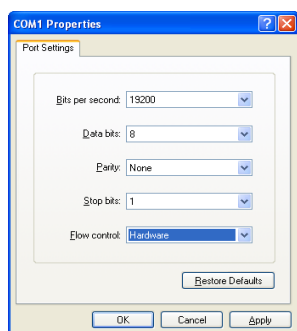 COM1 Properties
Port Settings
Bits per second: 19200
Data bits: 8
Parity: None
Stop bits: 1
Flow control: Hardware
Restore Defaults
OK Cancel Apply